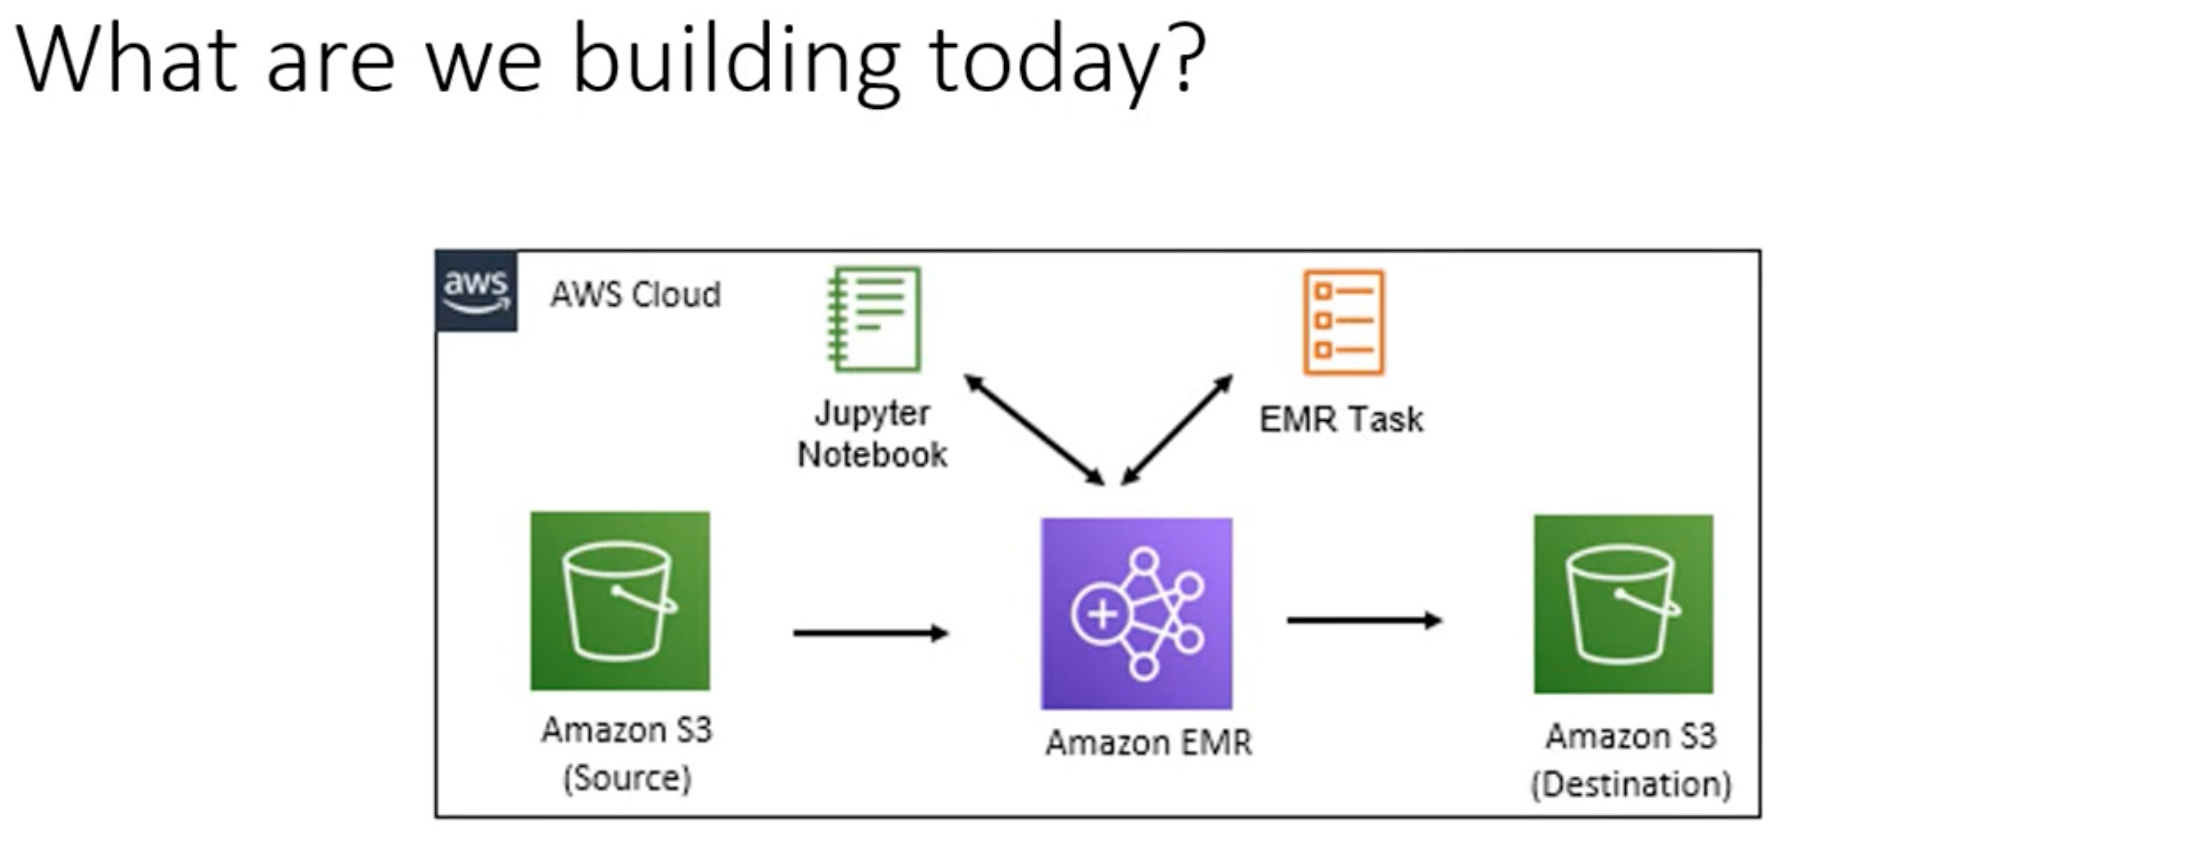 What are we building today?
aws
AWS Cloud
Jupyter
Notebook
EMR Task
Amazon S3
(Source)
Amazon EMR
Amazon S3
(Destination)